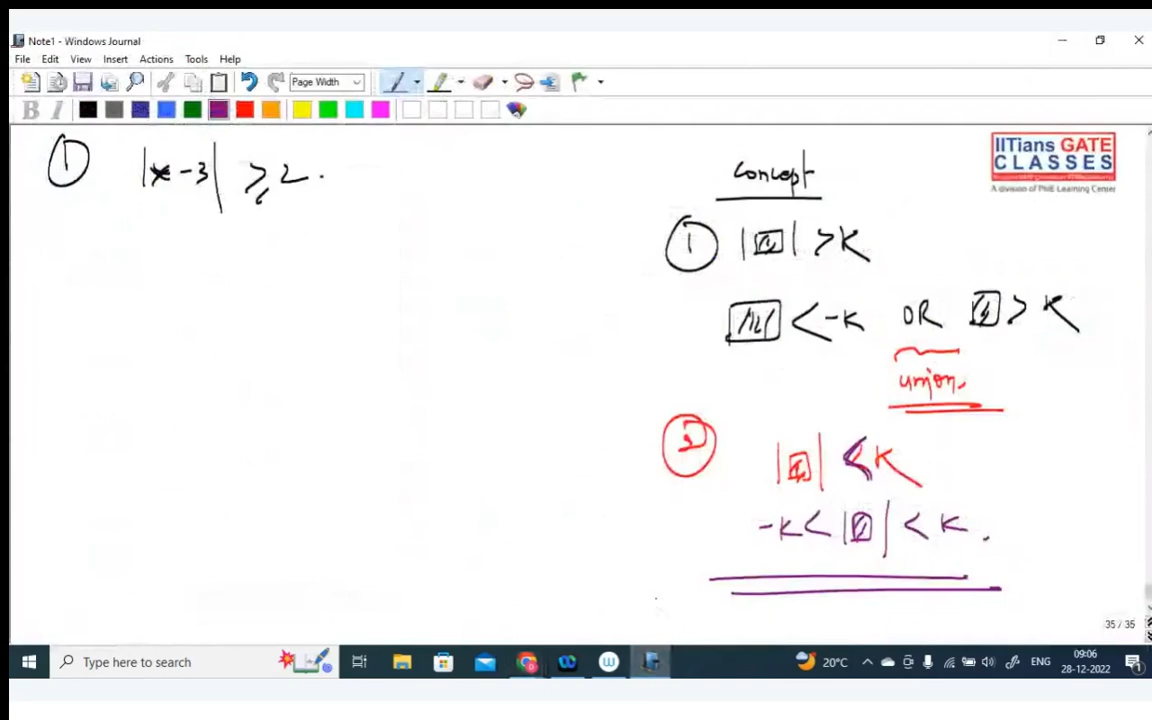 Note1 - Windows Journal
File Edit View Insert Actions Tools Help
Page Width
B I
① |x-3| ≥ 2.
IITians GATE
CLASSES
A division of PhIE Learning Center
concept
① |▨| > K
▨ < -K OR ▨ > K
union.
② |▨| < K
-K < |▨| < K.
35 / 35
Type here to search
20°C
ENG
09:06
28-12-2022